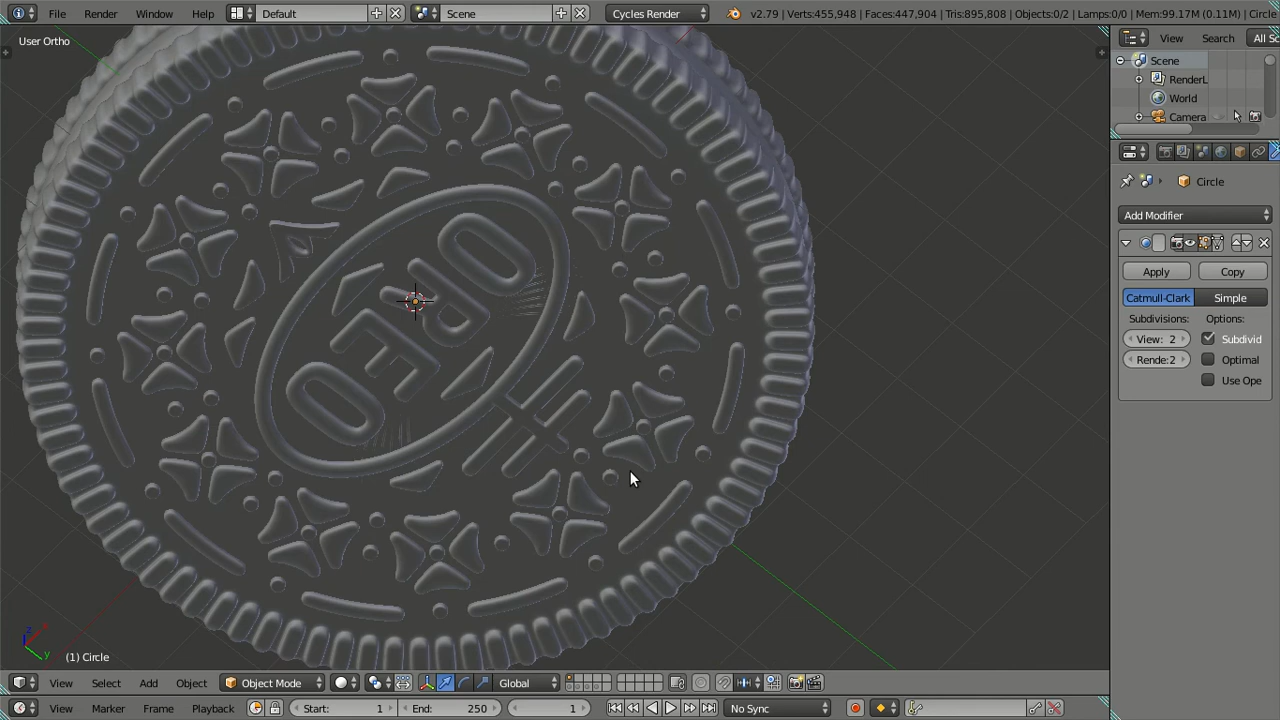 File Render Window Help Default Scene Cycles Render v2.79 | Verts:455,948 | Faces:447,904 | Tris:895,808 | Objects:0/2 | Lamps:0/0 | Mem:99.17M (0.11M) | Circle
User Ortho
View Search All Sc
Scene
RenderL
World
Camera
Circle
Add Modifier
Apply Copy
Catmull-Clark Simple
Subdivisions: Options:
View: 2 Subdivid
Rende:2 Optimal
Use Ope
OREO
z
y
(1) Circle
View Select Add Object Object Mode Global
View Marker Frame Playback Start: 1 End: 250 1 No Sync